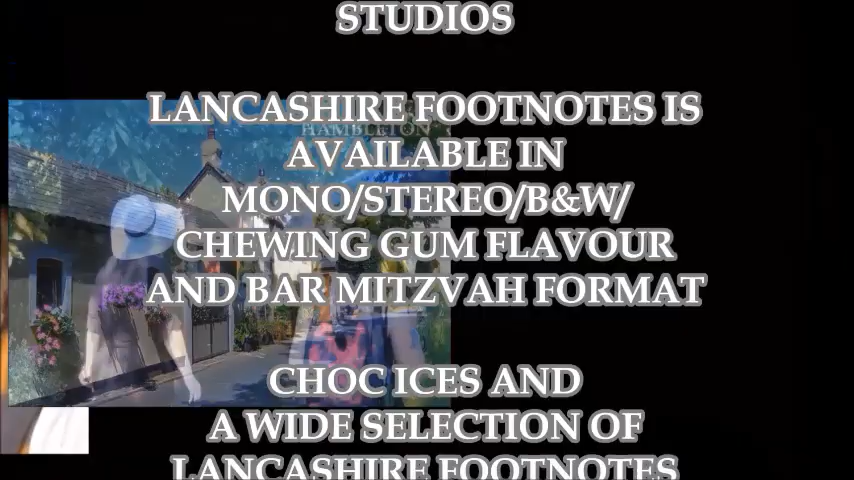 STUDIOS
LANCASHIRE FOOTNOTES IS
HAMBLETON
AVAILABLE IN
MONO/STEREO/B&W/
CHEWING GUM FLAVOUR
AND BAR MITZVAH FORMAT
CHOC ICES AND
A WIDE SELECTION OF
LANCASHIRE FOOTNOTES